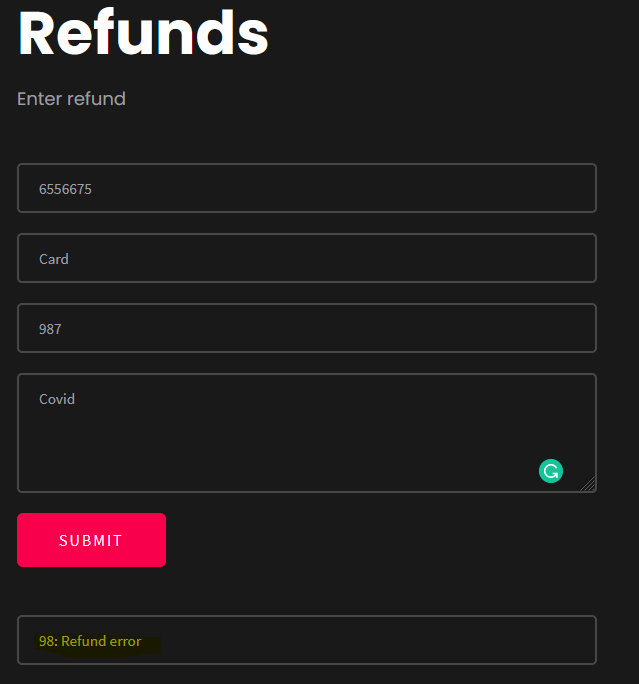 Refunds
Enter refund
6556675
Card
987
Covid
SUBMIT
98: Refund error